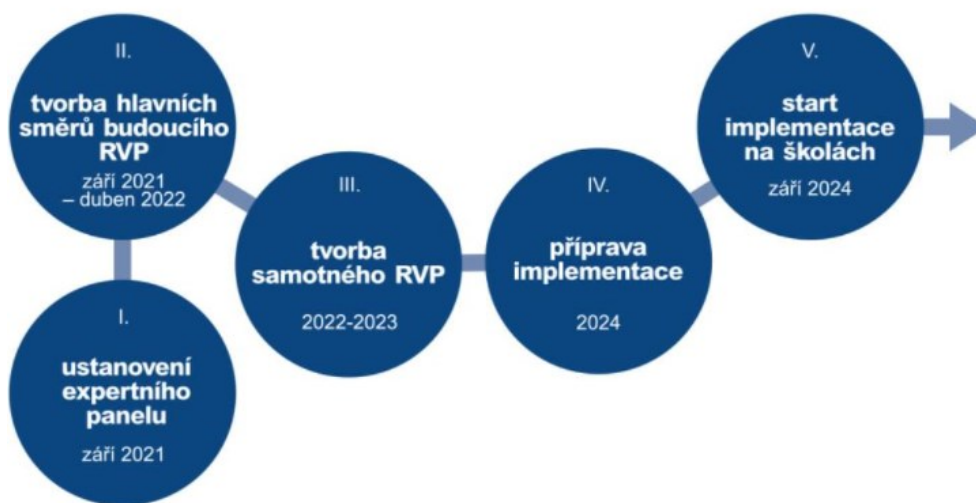 I.
ustanovení
expertního
panelu
září 2021
II.
tvorba hlavních
směrů budoucího
RVP
září 2021
– duben 2022
III.
tvorba
samotného RVP
2022-2023
IV.
příprava
implementace
2024
V.
start
implementace
na školách
září 2024